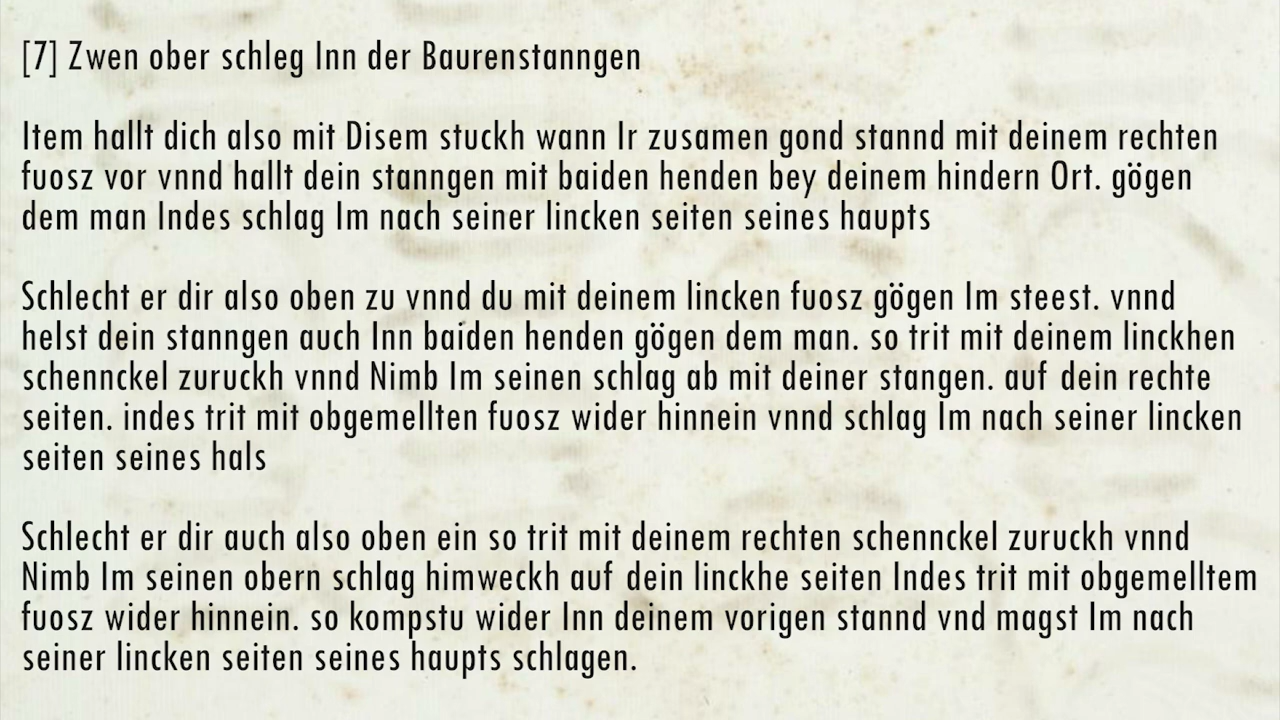 [7] Zwen ober schleg Inn der Baurenstanngen
Item hallt dich also mit Disem stuckh wann Ir zusamen gond stannd mit deinem rechten
fuosz vor vnnd hallt dein stanngen mit baiden henden bey deinem hindern Ort. gögen
dem man Indes schlag Im nach seiner lincken seiten seines haupts
Schlecht er dir also oben zu vnnd du mit deinem lincken fuosz gögen Im steest. vnnd
helst dein stanngen auch Inn baiden henden gögen dem man. so trit mit deinem linckhen
schennckel zuruckh vnnd Nimb Im seinen schlag ab mit deiner stangen. auf dein rechte
seiten. indes trit mit obgemellten fuosz wider hinnein vnnd schlag Im nach seiner lincken
seiten seines hals
Schlecht er dir auch also oben ein so trit mit deinem rechten schennckel zuruckh vnnd
Nimb Im seinen obern schlag himweckh auf dein linckhe seiten Indes trit mit obgemelltem
fuosz wider hinnein. so kompstu wider Inn deinem vorigen stannd vnd magst Im nach
seiner lincken seiten seines haupts schlagen.